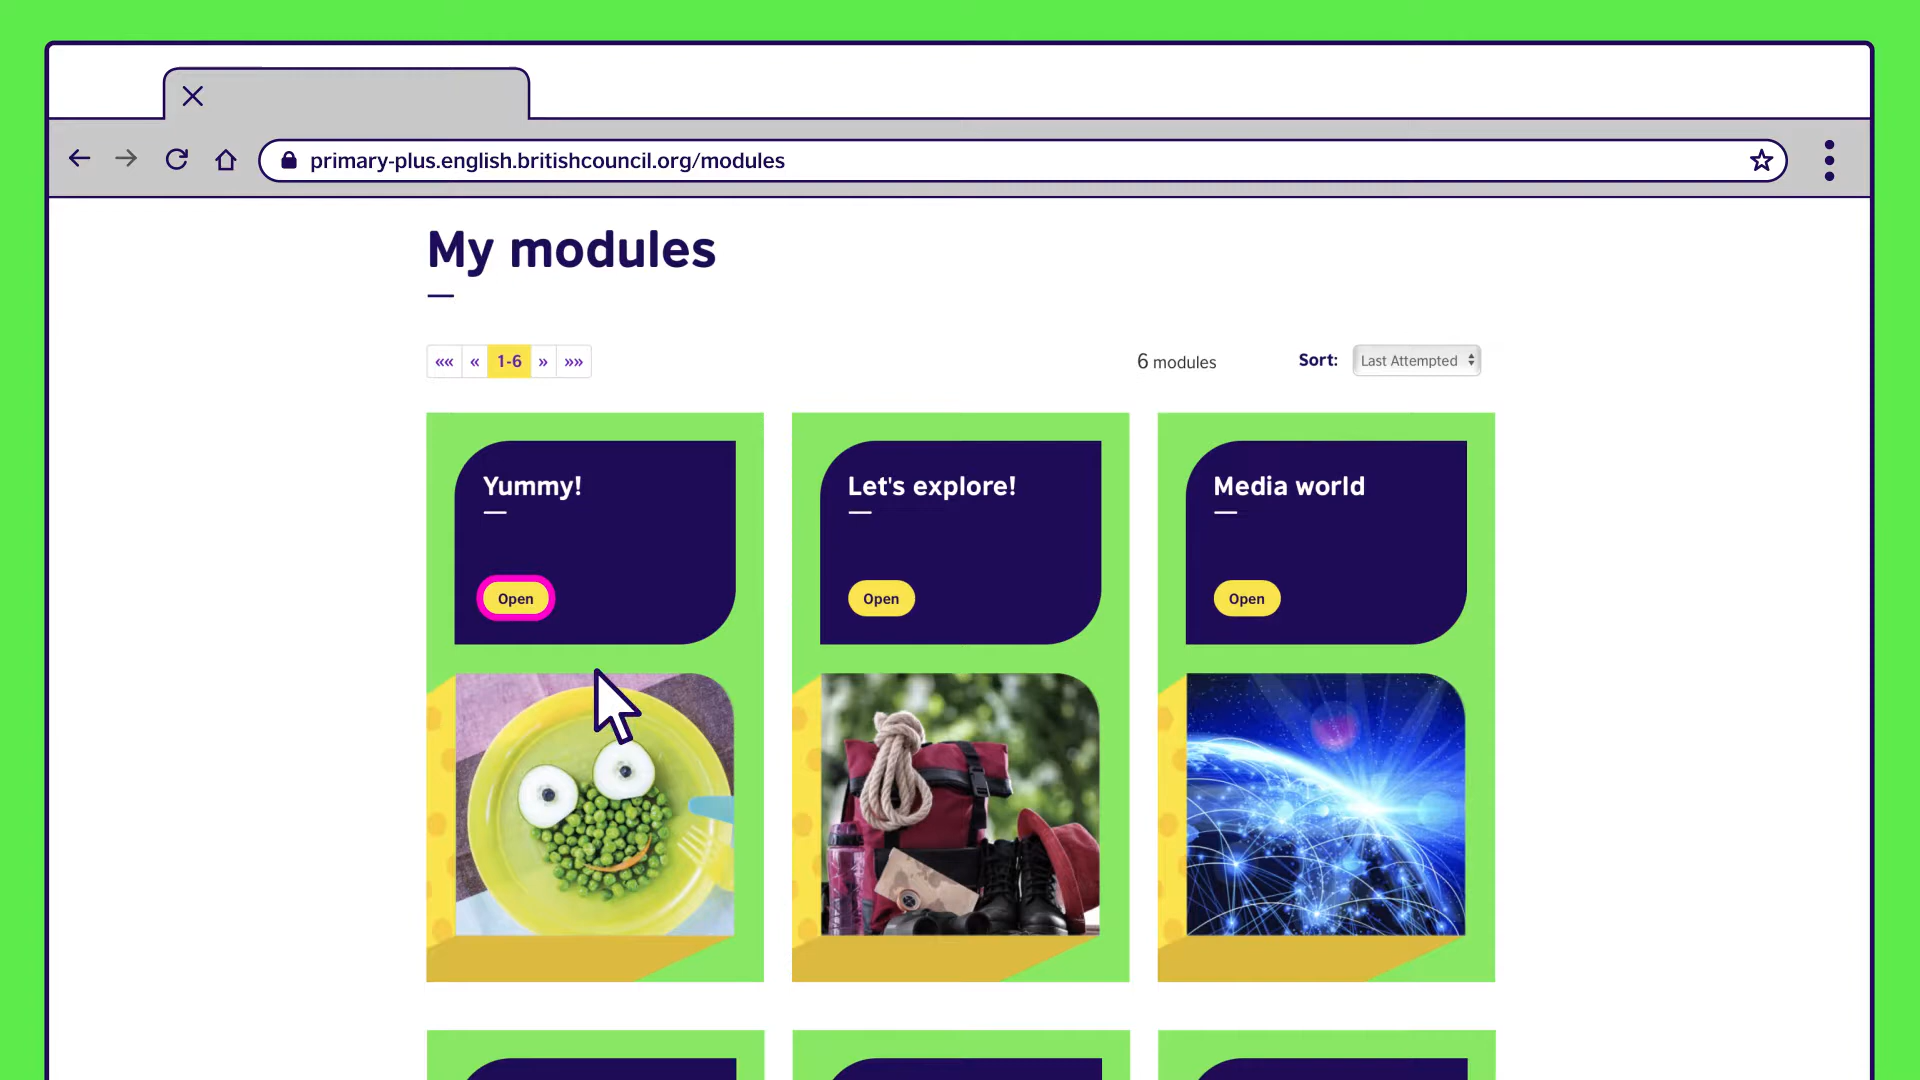 primary-plus.english.britishcouncil.org/modules
My modules
«« « 1-6 » »»
6 modules
Sort: Last Attempted
Yummy!
Open
Let's explore!
Open
Media world
Open